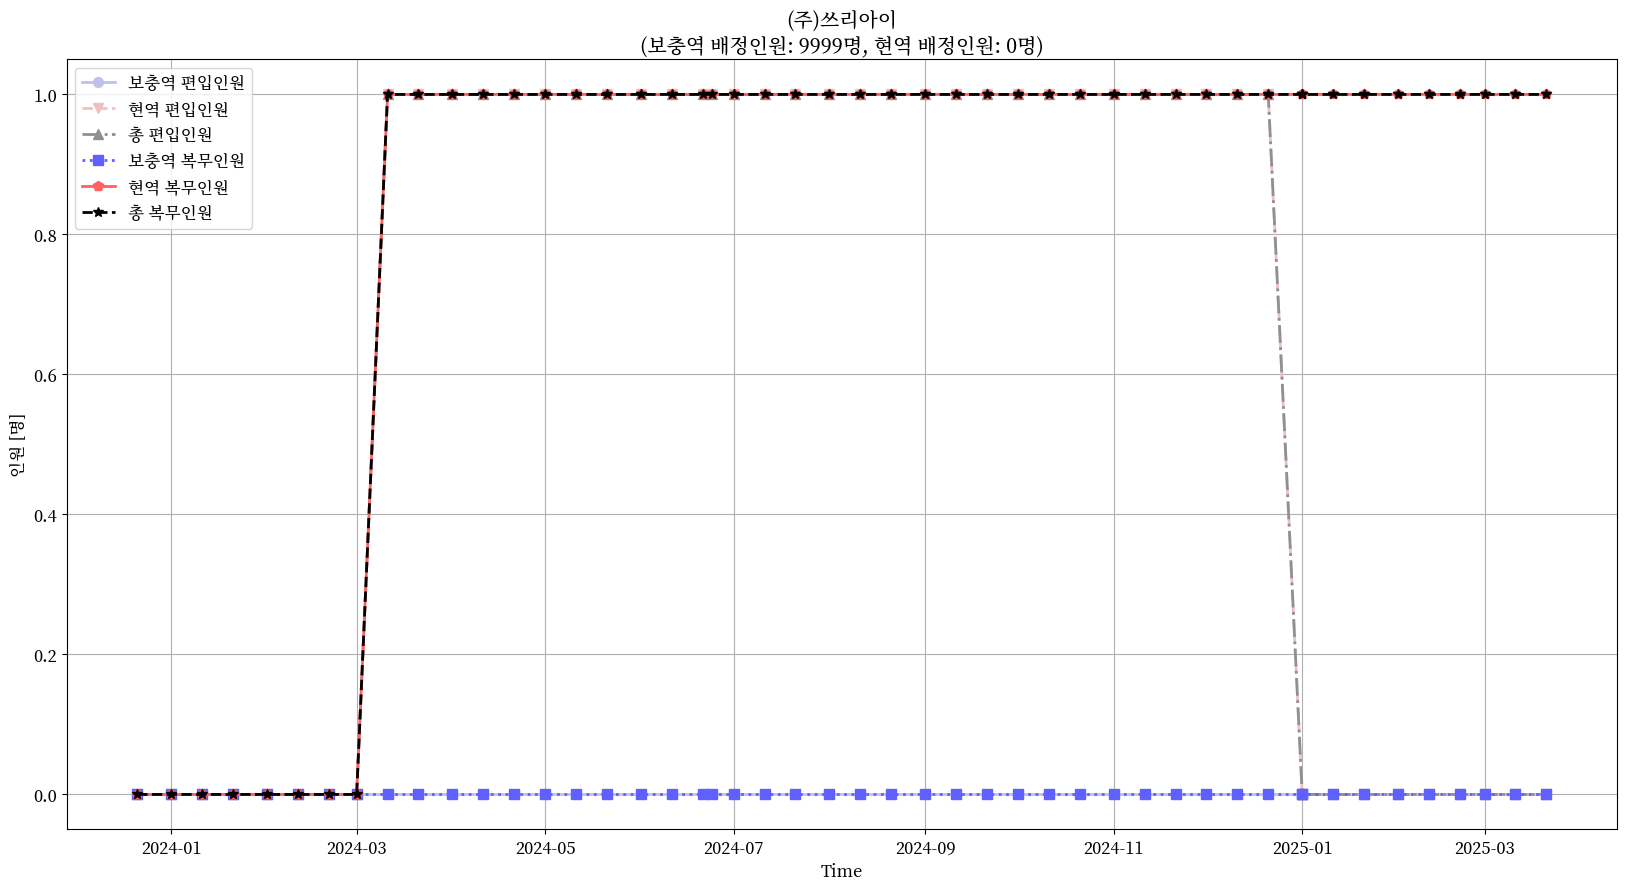 (주)쓰리아이
(보충역 배정인원: 9999명, 현역 배정인원: 0명)
보충역 편입인원
현역 편입인원
총 편입인원
보충역 복무인원
현역 복무인원
총 복무인원
1.0
0.8
0.6
0.4
0.2
0.0
인원 [명]
2024-01
2024-03
2024-05
2024-07
2024-09
2024-11
2025-01
2025-03
Time